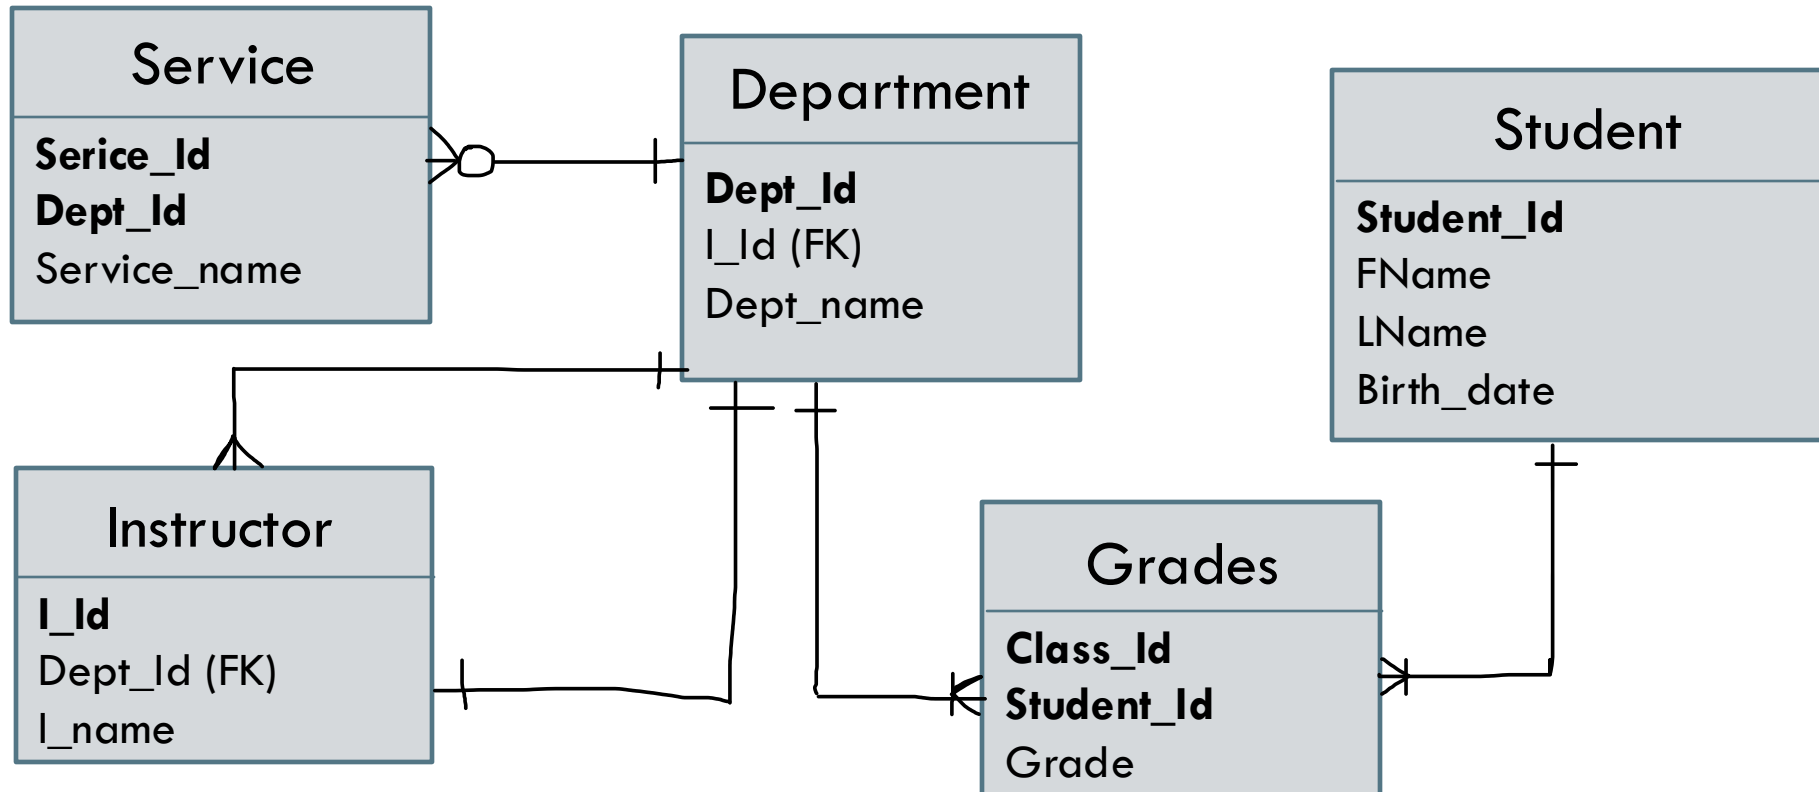 Service
Serice_Id
Dept_Id
Service_name
Department
Dept_Id
I_Id (FK)
Dept_name
Student
Student_Id
FName
LName
Birth_date
Instructor
I_Id
Dept_Id (FK)
I_name
Grades
Class_Id
Student_Id
Grade